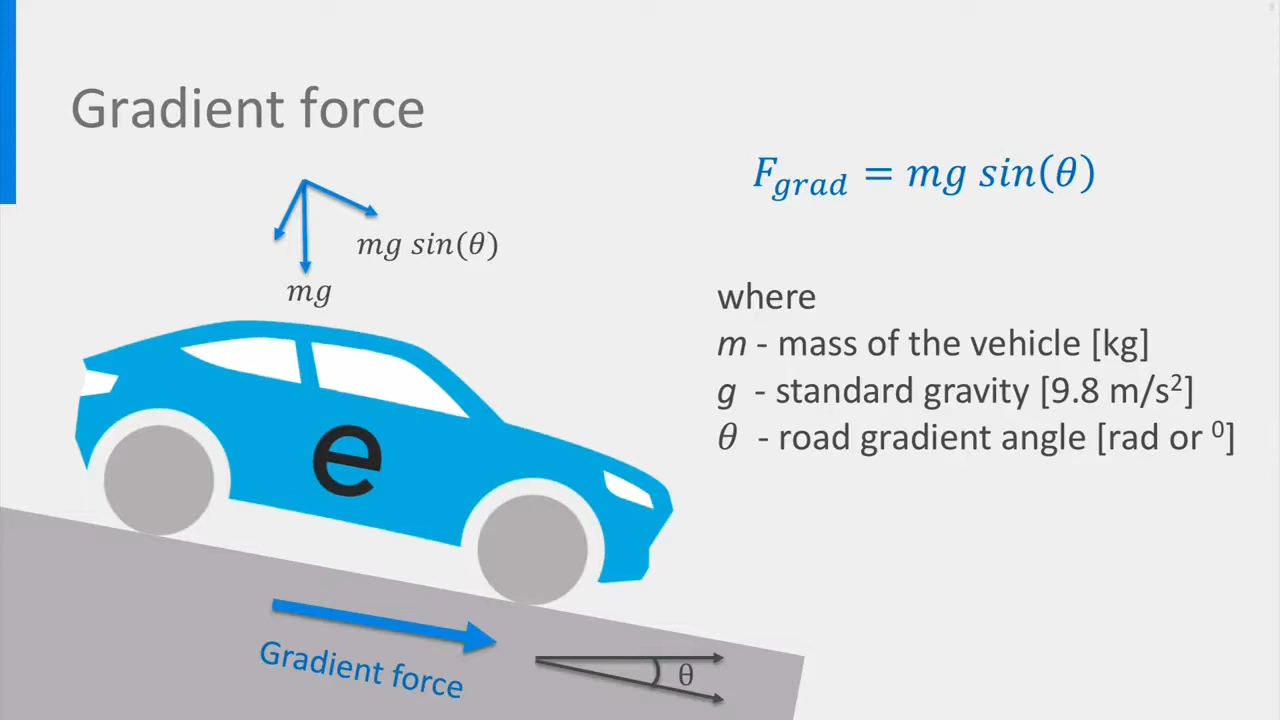 Gradient force
F_grad = mg sin(θ)
mg sin(θ)
mg
where
m - mass of the vehicle [kg]
g - standard gravity [9.8 m/s²]
θ - road gradient angle [rad or ⁰]
e
Gradient force
θ